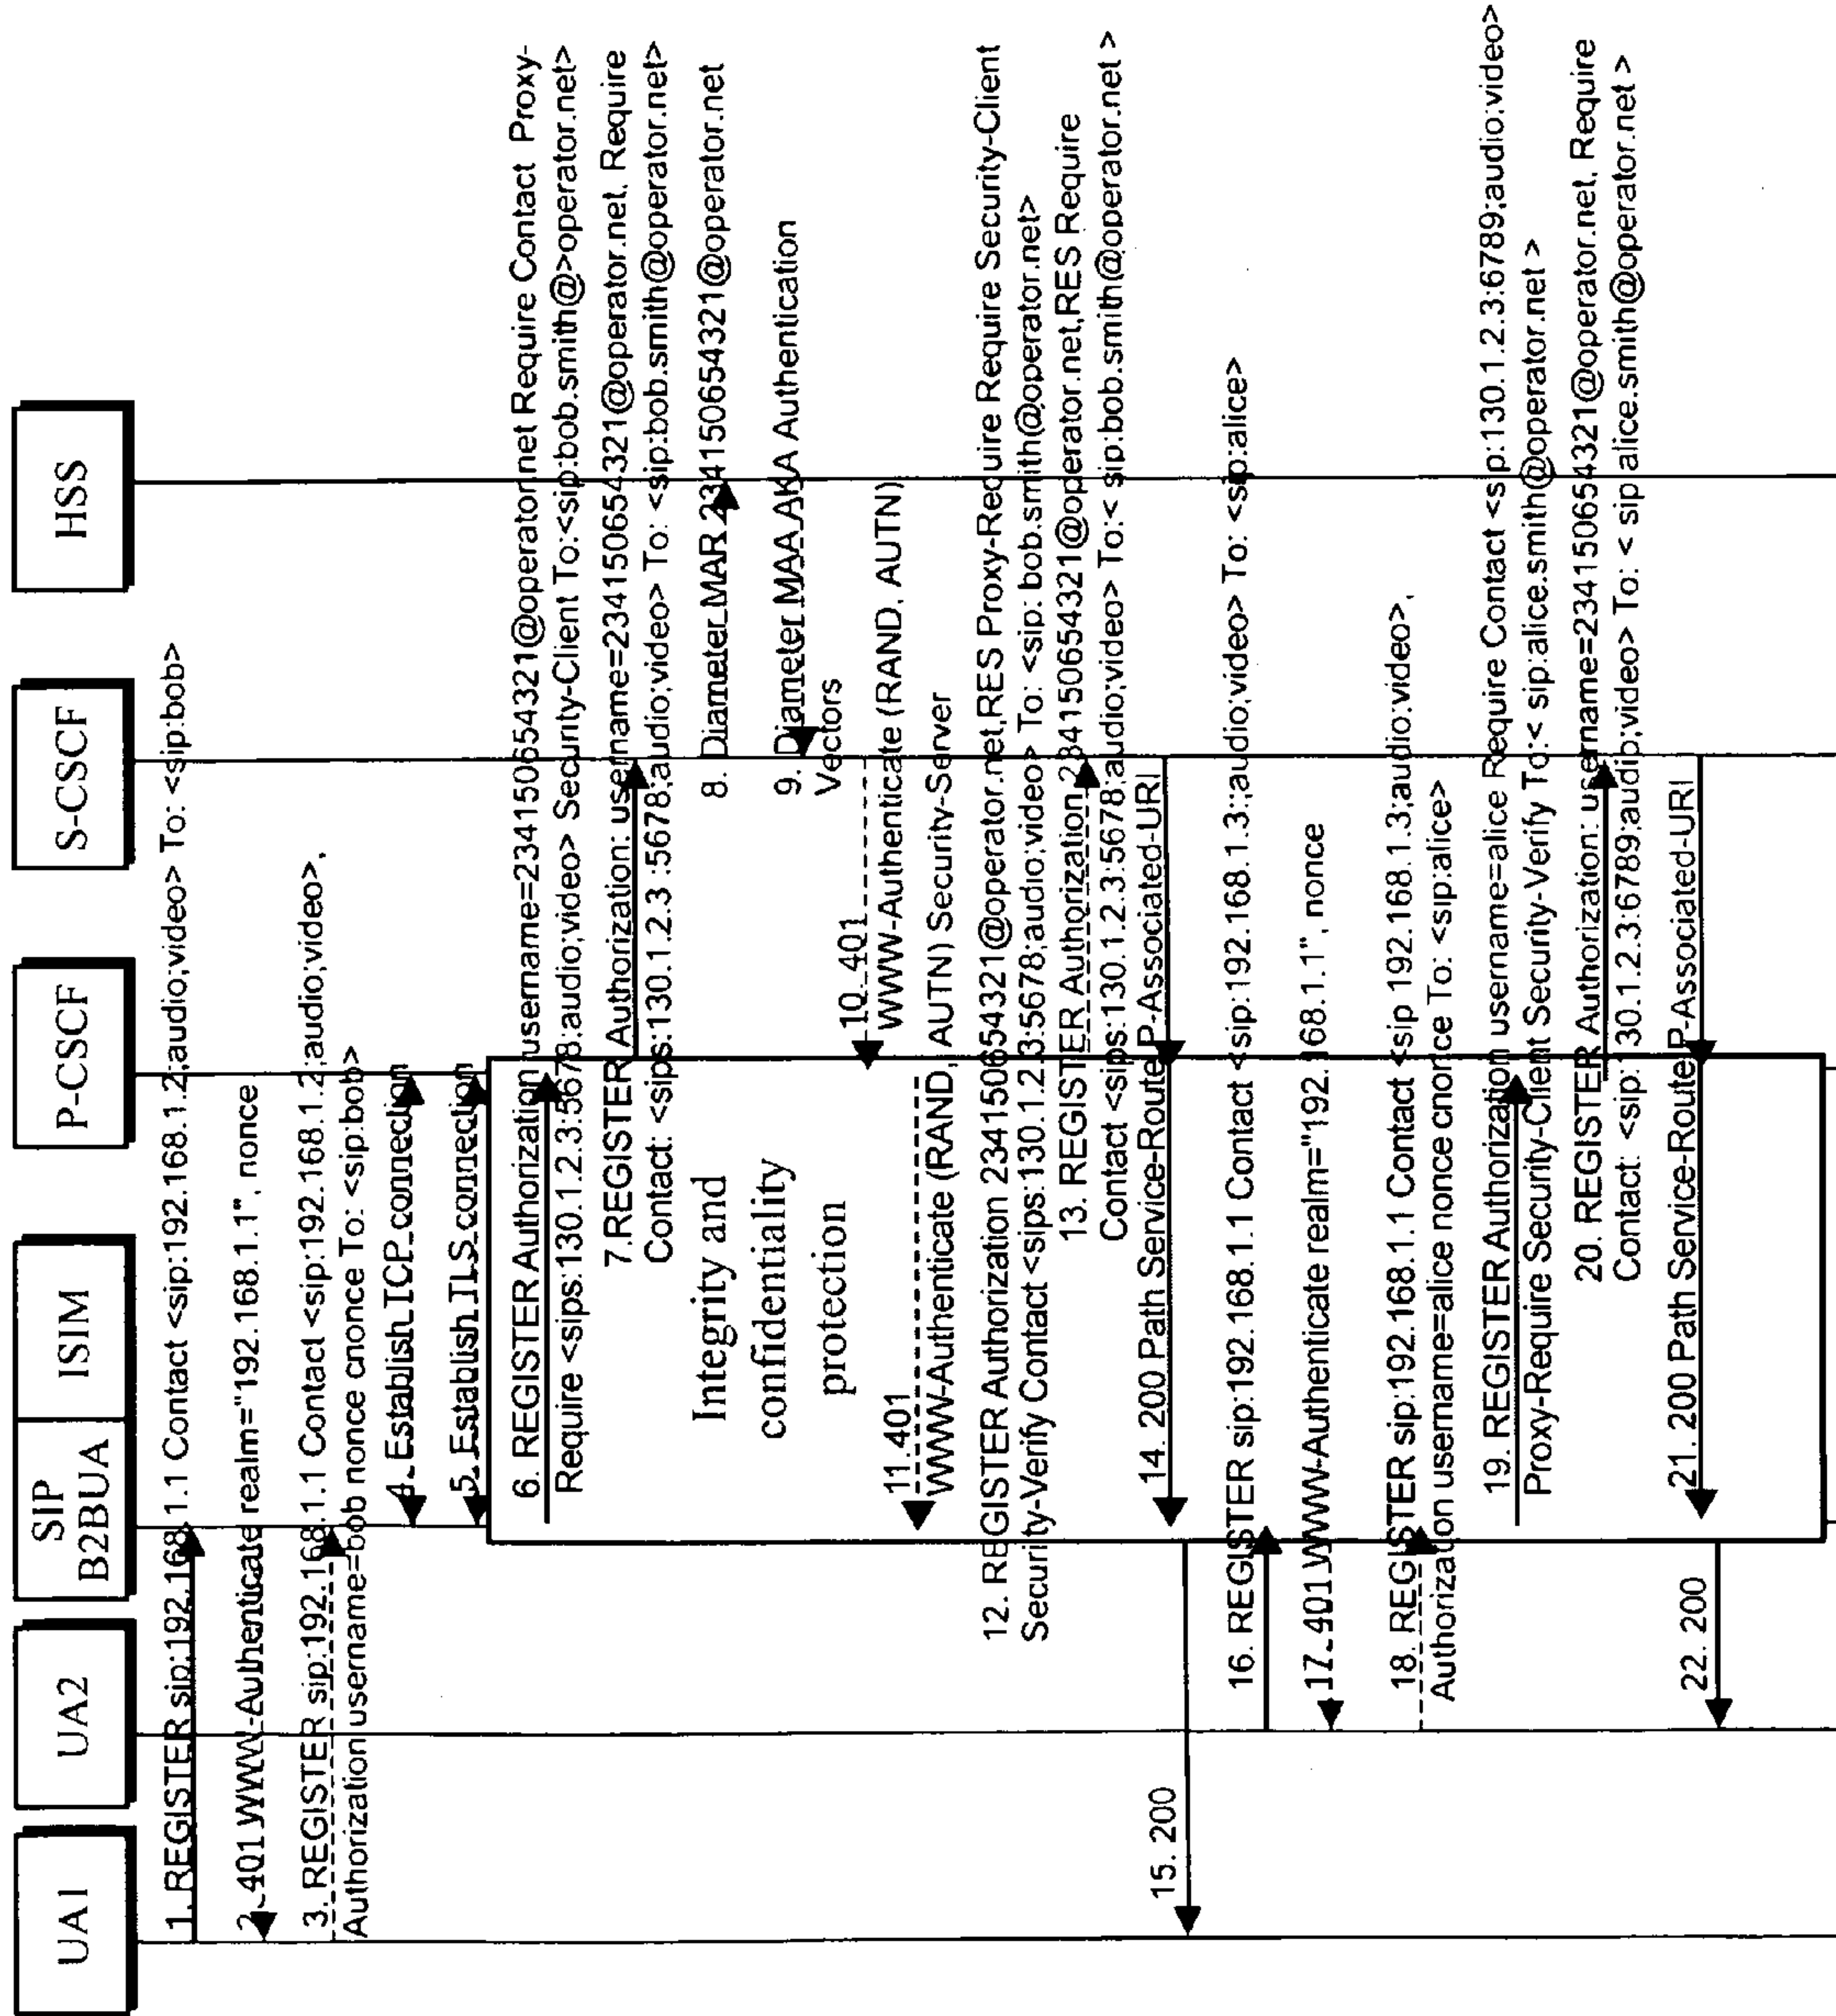 UA1
UA2
SIP
B2BUA
ISIM
P-CSCF
S-CSCF
HSS
1. REGISTER sip:192.168.1.1 Contact <sip:192.168.1.2;audio;video> To: <sip:bob>
2. 401 WWW-Authenticate realm="192.168.1.1", nonce
3. REGISTER sip:192.168.1.1 Contact <sip:192.168.1.2;audio;video>,
Authorization username=bob nonce cnonce To: <sip:bob>
4. Establish TCP connection
5. Establish TLS connection
6. REGISTER Authorization username=234150654321@operator.net Require Contact Proxy-
Require <sips:130.1.2.3:5678;audio;video> Security-Client To:<sip:bob.smith@>operator.net>
7.REGISTER Authorization: username=234150654321@operator.net, Require
Contact: <sips:130.1.2.3 :5678;audio;video> To: <sip:bob.smith@operator.net>
Integrity and
confidentiality
protection
8. Diameter MAR 234150654321@operator.net
9. Diameter MAA AKA Authentication
Vectors
10. 401
WWW-Authenticate (RAND, AUTN)
11.401
WWW-Authenticate (RAND, AUTN) Security-Server
12. REGISTER Authorization 234150654321@operator.net,RES Proxy-Require Require Security-Client
Security-Verify Contact <sips:130.1.2.3:5678;audio;video> To: <sip: bob.smith@operator.net>
13. REGISTER Authorization 234150654321@operator.net,RES Require
Contact <sips:130.1.2.3:5678;audio;video> To:< sip:bob.smith@operator.net >
14. 200 Path Service-Route P-Associated-URI
15. 200
16. REGISTER sip:192.168.1.1 Contact <sip:192.168.1.3:;audio;video> To: <sip:alice>
17. 401 WWW-Authenticate realm="192.168.1.1", nonce
18. REGISTER sip:192.168.1.1 Contact <sip 192.168.1.3;audio:video>,
Authorization username=alice nonce cnonce To: <sip:alice>
19. REGISTER Authorization username=alice Require Contact <sip:130.1.2.3.6789;audio;video>
Proxy-Require Security-Client Security-Verify To:< sip:alice.smith@operator.net >
20. REGISTER Authorization: username=234150654321@operator.net, Require
Contact: <sip:130.1.2.3:6789;audio;video> To: < sip alice.smith@operator.net >
21. 200 Path Service-Route P-Associated-URI
22. 200